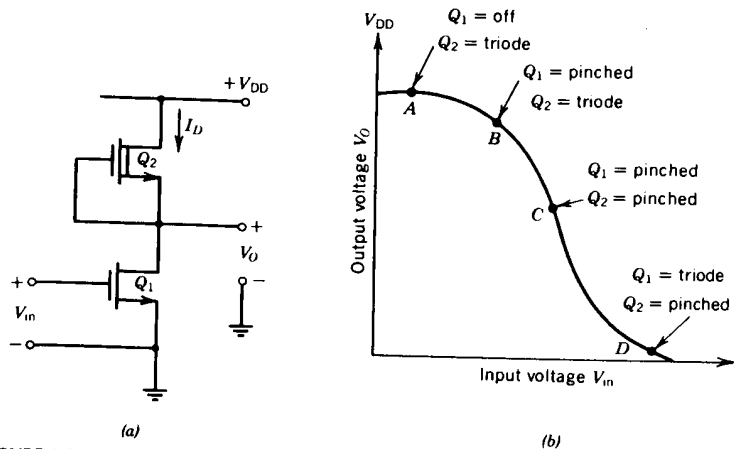 + V_DD
I_D
Q_2
+
V_O
−
Q_1
+
V_in
−
(a)
V_DD
Q_1 = off
Q_2 = triode
A
Q_1 = pinched
Q_2 = triode
B
Q_1 = pinched
Q_2 = pinched
C
Q_1 = triode
Q_2 = pinched
D
Output voltage V_O
Input voltage V_in
(b)